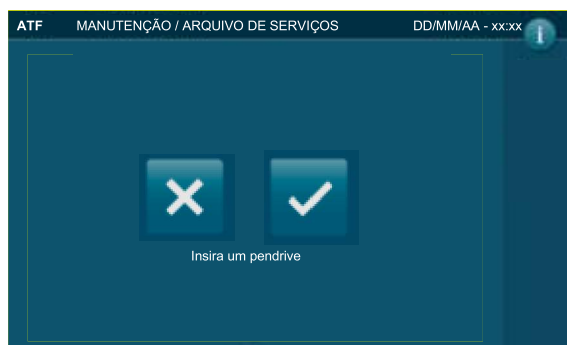 ATF MANUTENÇÃO / ARQUIVO DE SERVIÇOS DD/MM/AA - xx:xx i
Insira um pendrive